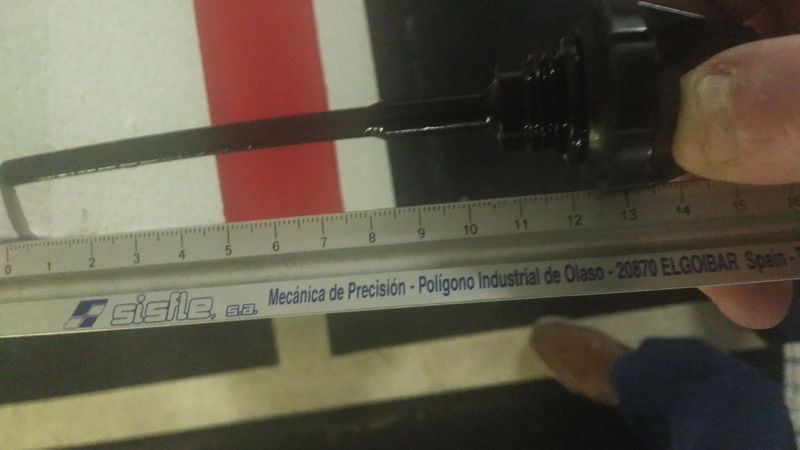 0 1 2 3 4 5 6 7 8 9 10 11 12 13 14 15 16
sisfle, s.a. Mecánica de Precisión - Polígono Industrial de Olaso - 20870 ELGOIBAR Spain -